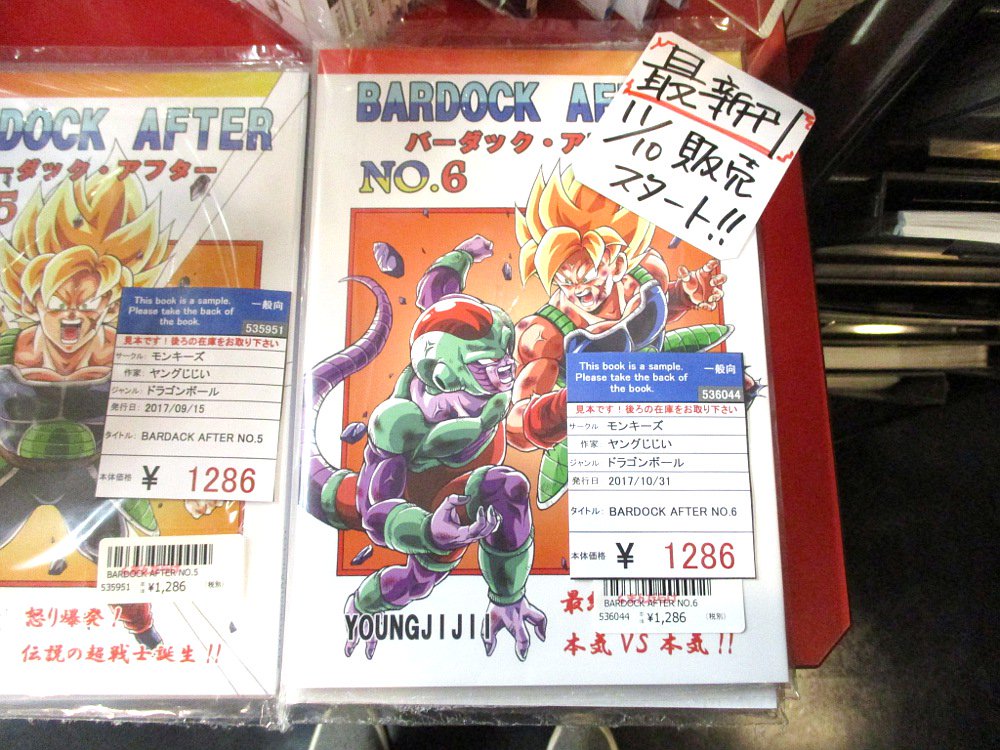 DOCK AFTER
ーダック・アフター
5
This book is a sample.
Please take the back of
the book.
一般向
535951
見本です！後ろの在庫をお取り下さい
サークル: モンキーズ
作家: ヤングじじい
ジャンル: ドラゴンボール
発行日: 2017/09/15
タイトル: BARDACK AFTER NO.5
本体価格 ¥ 1286
BARDOCK AFTER NO.5
535951 ¥1,286 (税別)
怒り爆発！
伝説の超戦士誕生!!
BARDOCK AF
バーダック・ア
NO.6
最新刊
11/10 販売
スタート!!
This book is a sample.
Please take the back of
the book.
一般向
536044
見本です！後ろの在庫をお取り下さい
サークル: モンキーズ
作家: ヤングじじい
ジャンル: ドラゴンボール
発行日: 2017/10/31
タイトル: BARDOCK AFTER NO.6
本体価格 ¥ 1286
BARDOCK AFTER NO.6
536044 ¥1,286 (税別)
YOUNGJIJII
最
本気VS本気!!